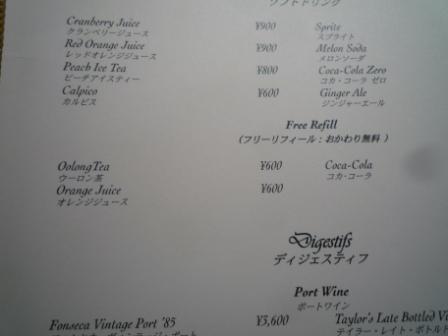 ソフトドリンク
Cranberry Juice ¥900 Sprite
クランベリージュース スプライト
Red Orange Juice ¥900 Melon Soda
レッドオレンジジュース メロンソーダ
Peach Ice Tea ¥800 Coca-Cola Zero
ピーチアイスティー コカ・コーラ ゼロ
Calpico ¥600 Ginger Ale
カルピス ジンジャーエール
Free Refill
(フリーリフィール：おかわり無料 )
OolongTea ¥600 Coca-Cola
ウーロン茶 コカ・コーラ
Orange Juice ¥600
オレンジジュース
Digestifs
ディジェスティフ
Port Wine
ポートワイン
Fonseca Vintage Port '85 ¥3,600 Taylor's Late Bottled V
テイラー・レイト・ボトル